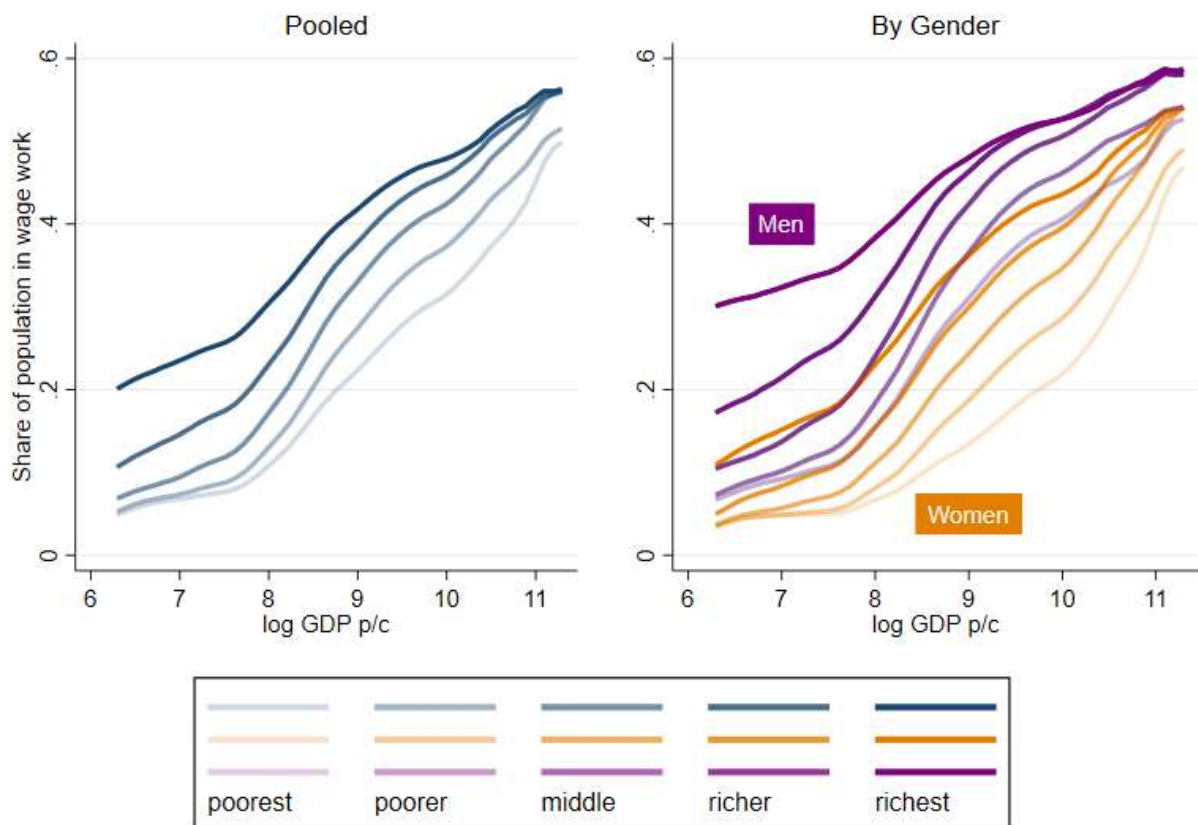 Pooled
By Gender
Share of population in wage work
.6
.4
.2
0
6 7 8 9 10 11
log GDP p/c
Men
Women
.6
.4
.2
0
6 7 8 9 10 11
log GDP p/c
poorest poorer middle richer richest